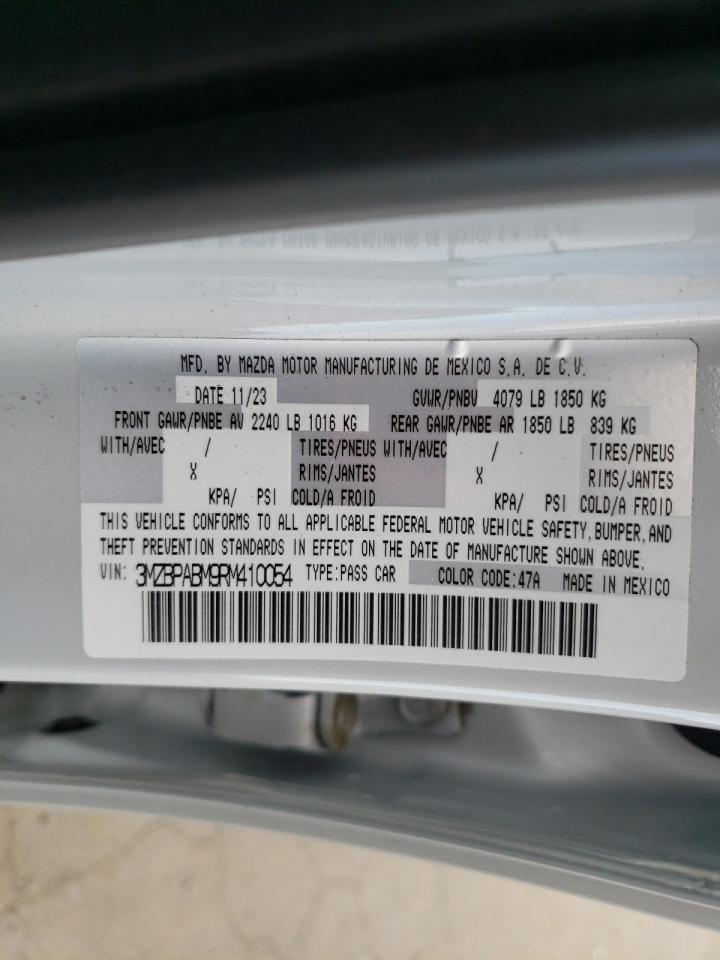 MFD. BY MAZDA MOTOR MANUFACTURING DE MEXICO S.A. DE C.V.
DATE 11/23 GVWR/PNBV 4079 LB 1850 KG
FRONT GAWR/PNBE AV 2240 LB 1016 KG REAR GAWR/PNBE AR 1850 LB 839 KG
WITH/AVEC / TIRES/PNEUS WITH/AVEC / TIRES/PNEUS
X RIMS/JANTES X RIMS/JANTES
KPA/ PSI COLD/A FROID KPA/ PSI COLD/A FROID
THIS VEHICLE CONFORMS TO ALL APPLICABLE FEDERAL MOTOR VEHICLE SAFETY, BUMPER, AND
THEFT PREVENTION STANDARDS IN EFFECT ON THE DATE OF MANUFACTURE SHOWN ABOVE.
VIN: 3MZBPABM9RM410054 TYPE:PASS CAR COLOR CODE:47A MADE IN MEXICO